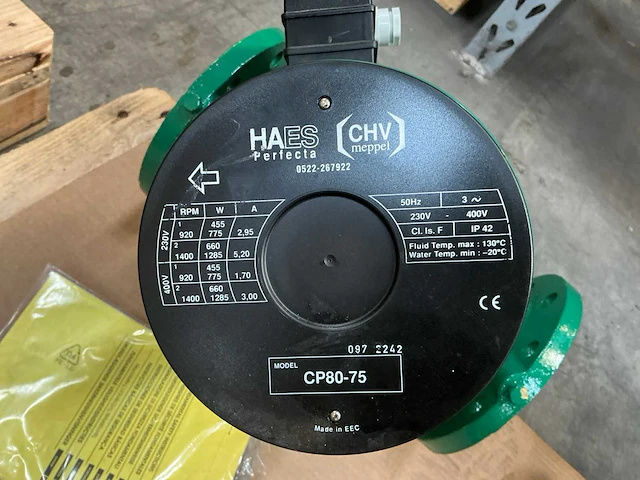 HAES
Perfecta
(CHV)
meppel
0522-267922
RPM W A
230V
1 455
920 775 2,95
2 660
1400 1285 5,20
400V
1 455
920 775 1,70
2 660
1400 1285 3,00
50Hz 3 ~
230V - 400V
Cl. Is. F IP 42
Fluid Temp. max : 130°C
Water Temp. min : -20°C
CE
097 2242
MODEL
CP80-75
Made in EEC